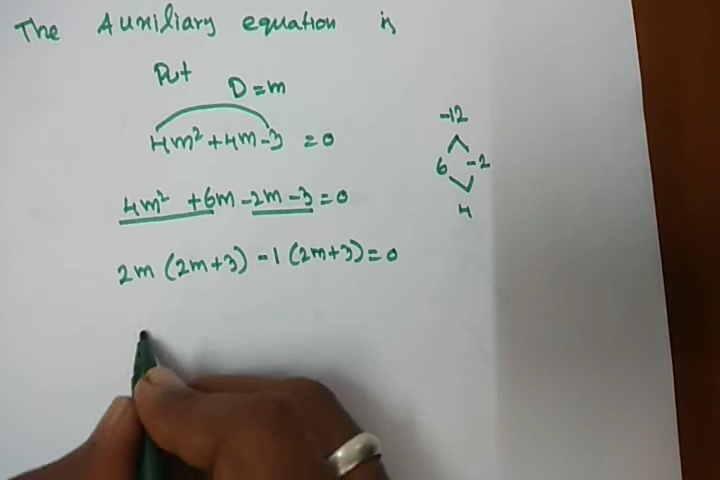 The Auxiliary equation is
Put D=m
4m² +4m-3 =0
4m² +6m -2m -3=0
2m (2m+3) -1 (2m+3)=0
-12
6 -2
4